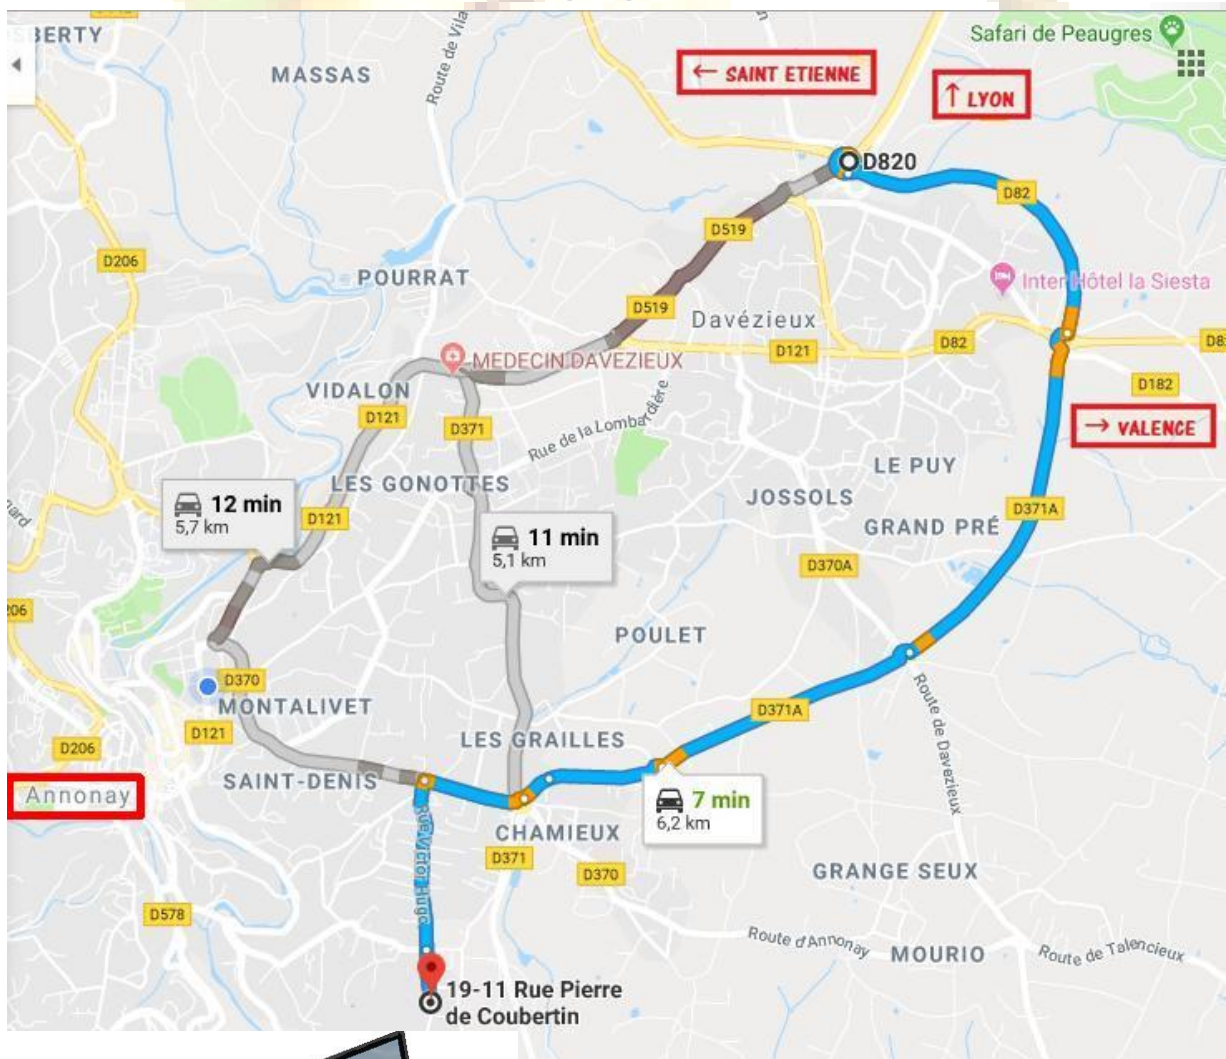 SBERTY
Safari de Peaugres
MASSAS
Route de Vila
← SAINT ETIENNE
↑ LYON
D820
D82
D519
D206
POURRAT
Inter Hôtel la Siesta
D519
Davézieux
D82
D121
MEDECIN DAVEZIEUX
D182
VIDALON
D121
D371
Rue de la Lombardière
→ VALENCE
LE PUY
LES GONOTTES
JOSSOLS
12 min
5,7 km
D121
D371A
GRAND PRÉ
11 min
5,1 km
D370A
POULET
D370
MONTALIVET
D371A
Route de Davezieux
D121
D206
LES GRAILLES
SAINT-DENIS
Annonay
7 min
6,2 km
Rue Victor Hugo
CHAMIEUX
D371
D370
GRANGE SEUX
D578
Route d'Annonay
MOURIO
Route de Talencieux
19-11 Rue Pierre
de Coubertin